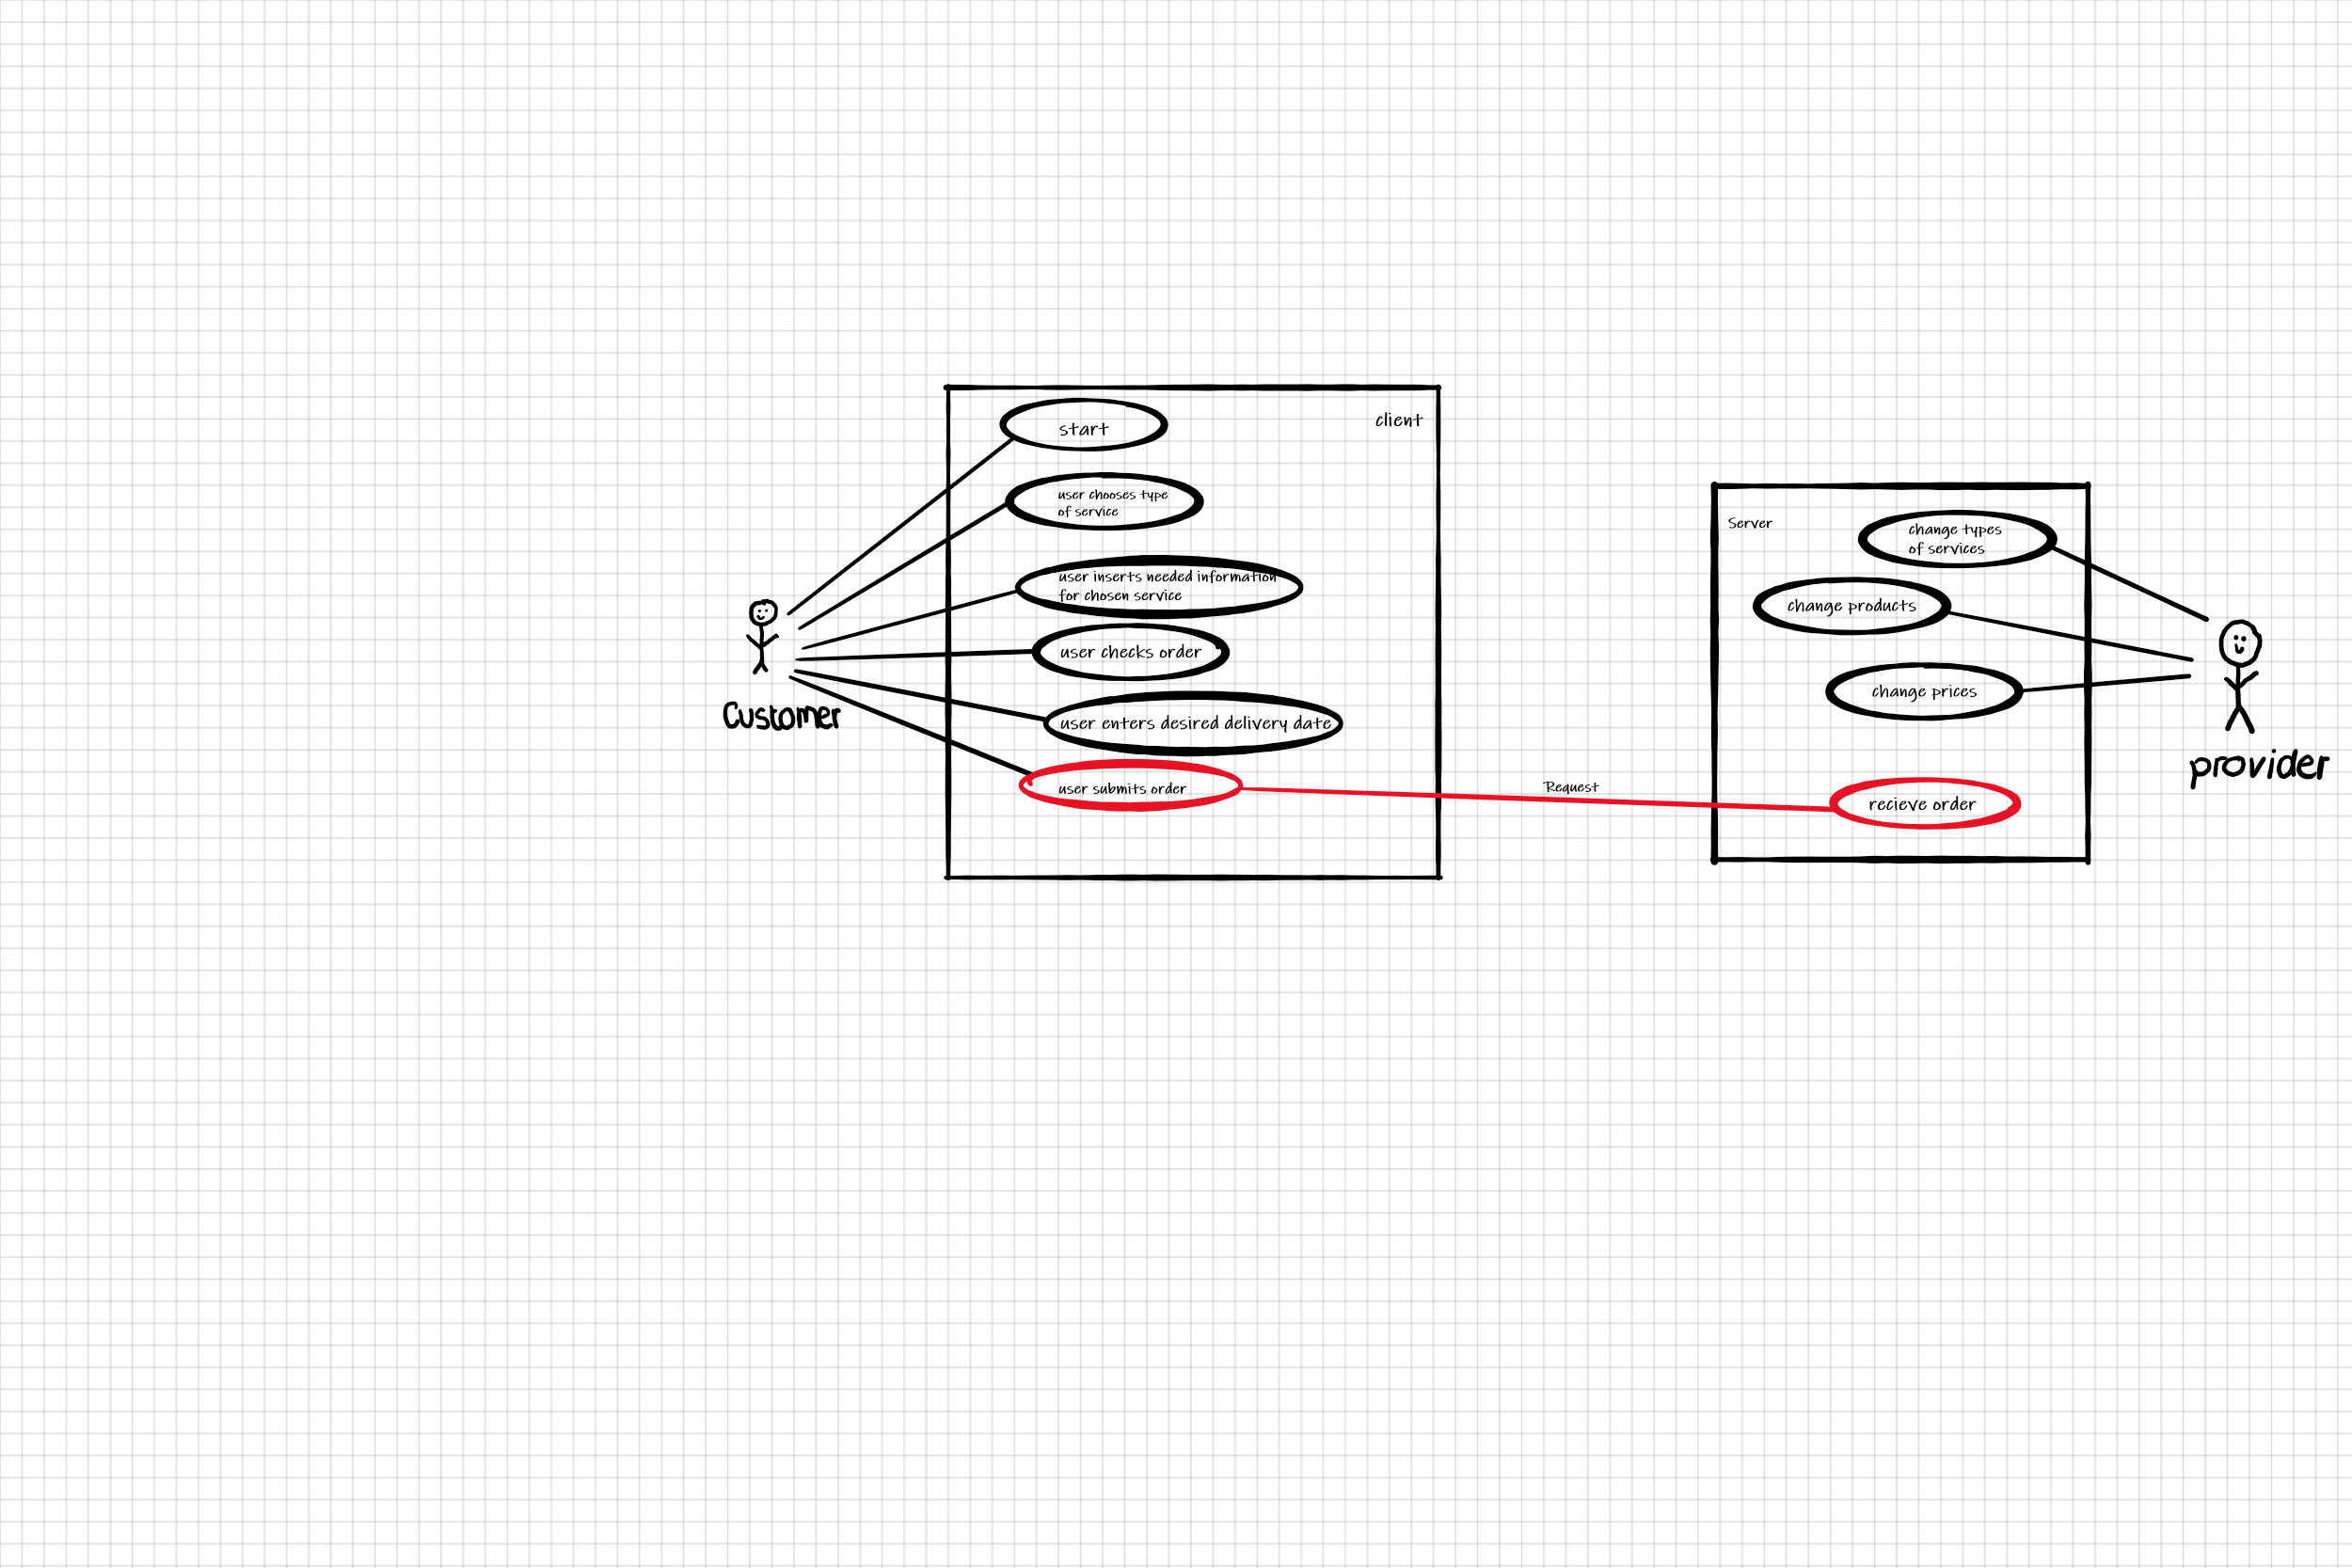 start
client
user chooses type
of service
user inserts needed information
for chosen service
user checks order
user enters desired delivery date
user submits order
Customer
Request
Server
change types
of services
change products
change prices
recieve order
provider